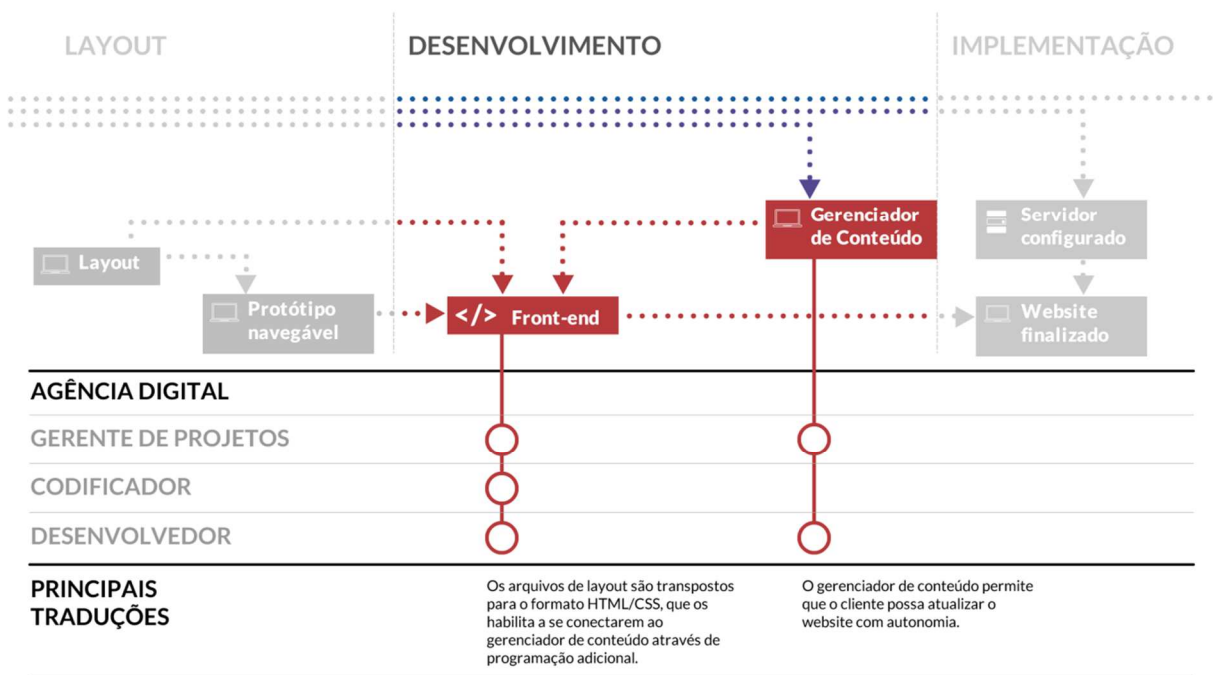 LAYOUT
DESENVOLVIMENTO
IMPLEMENTAÇÃO
Gerenciador
de Conteúdo
Servidor
configurado
Layout
Protótipo
navegável
</> Front-end
Website
finalizado
AGÊNCIA DIGITAL
GERENTE DE PROJETOS
CODIFICADOR
DESENVOLVEDOR
PRINCIPAIS
TRADUÇÕES
Os arquivos de layout são transpostos
para o formato HTML/CSS, que os
habilita a se conectarem ao
gerenciador de conteúdo através de
programação adicional.
O gerenciador de conteúdo permite
que o cliente possa atualizar o
website com autonomia.